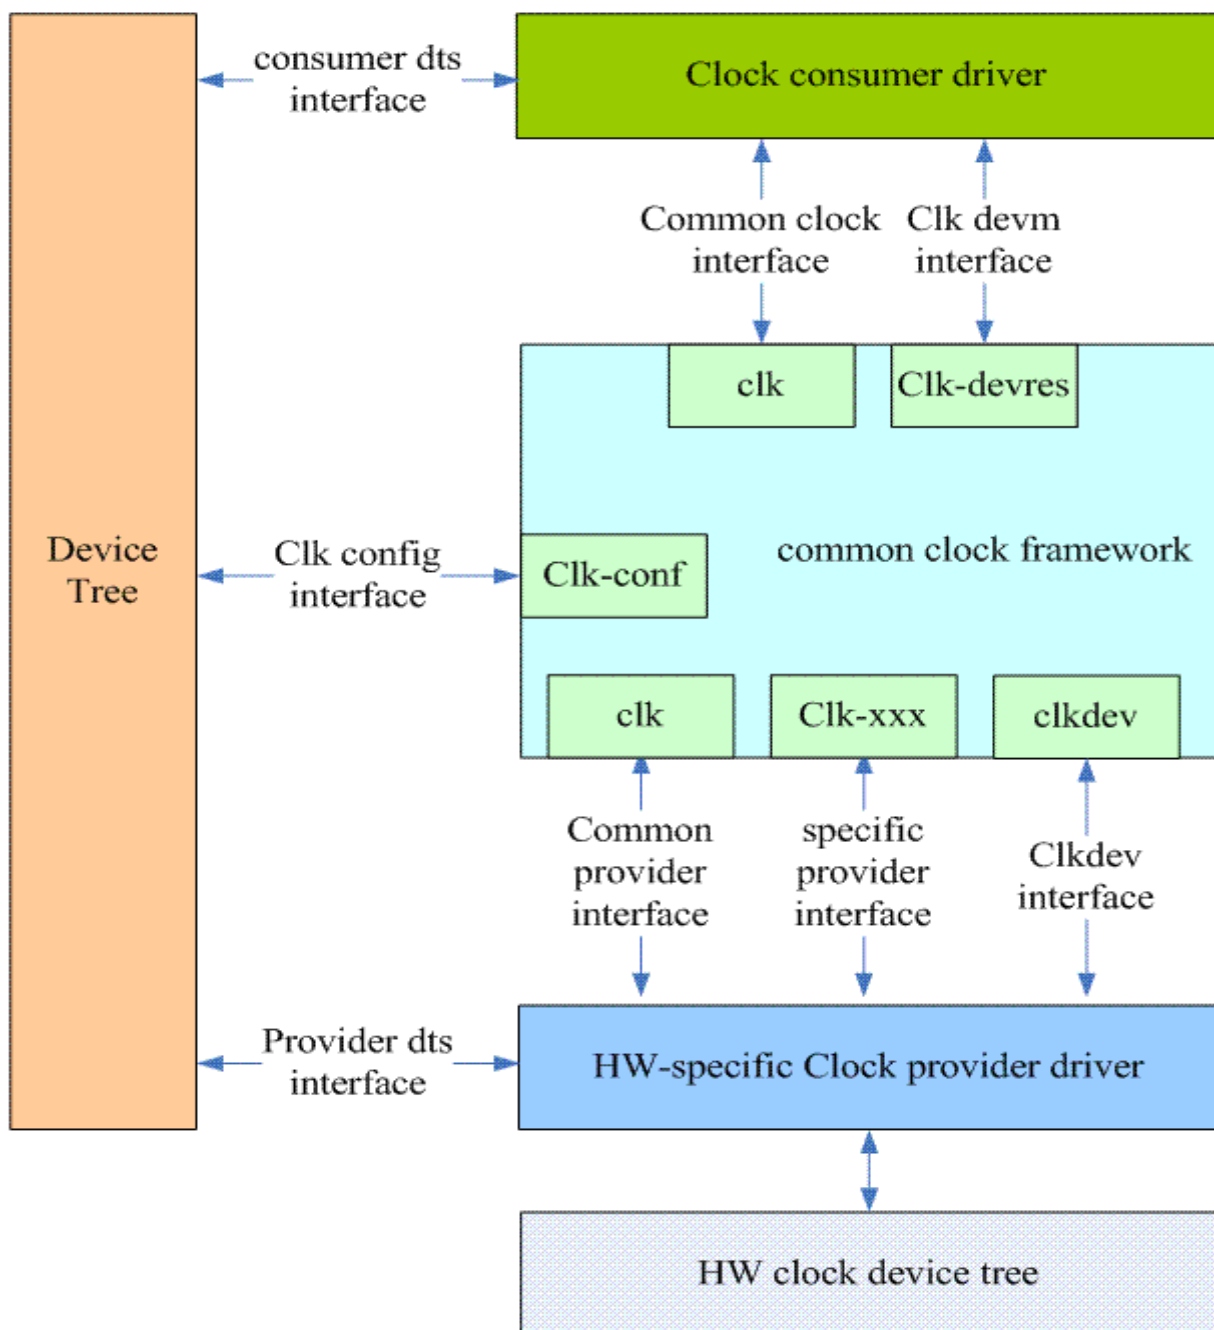 consumer dts
interface
Clock consumer driver
Common clock
interface
Clk devm
interface
clk
Clk-devres
Device
Tree
Clk config
interface
Clk-conf
common clock framework
clk
Clk-xxx
clkdev
Common
provider
interface
specific
provider
interface
Clkdev
interface
Provider dts
interface
HW-specific Clock provider driver
HW clock device tree